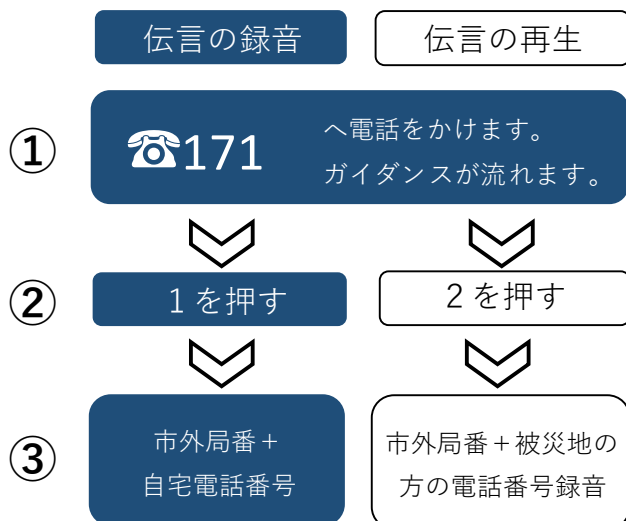 伝言の録音
伝言の再生
①
☎171
へ電話をかけます。
ガイダンスが流れます。
②
1を押す
2を押す
③
市外局番＋
自宅電話番号
市外局番＋被災地の
方の電話番号録音